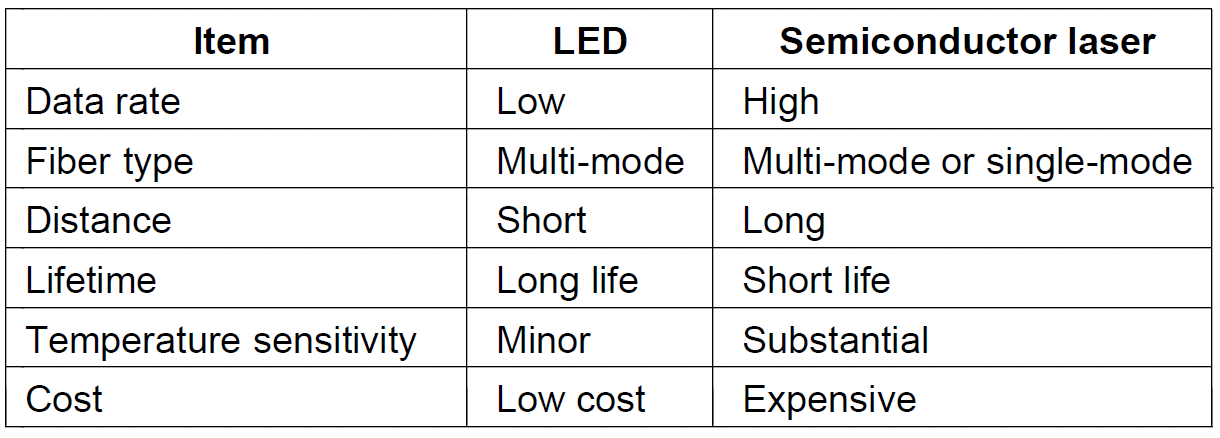 Item LED Semiconductor laser
Data rate Low High
Fiber type Multi-mode Multi-mode or single-mode
Distance Short Long
Lifetime Long life Short life
Temperature sensitivity Minor Substantial
Cost Low cost Expensive